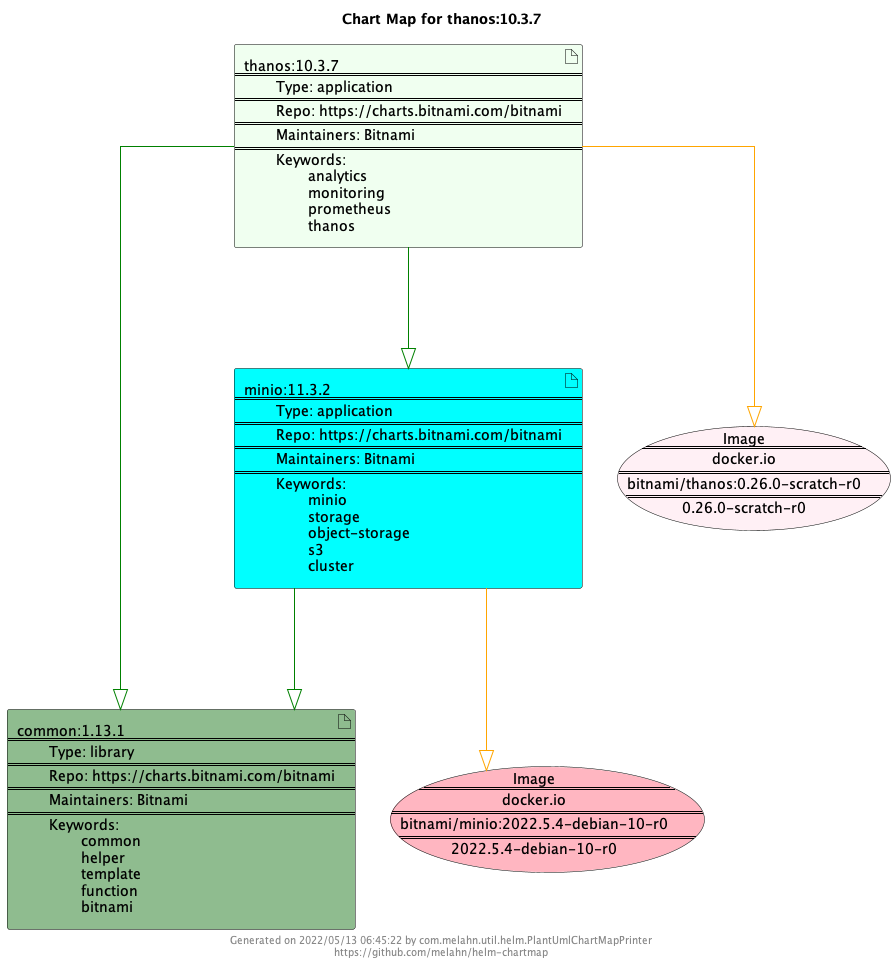 Chart Map for thanos:10.3.7
thanos:10.3.7
Type: application
Repo: https://charts.bitnami.com/bitnami
Maintainers: Bitnami
Keywords:
analytics
monitoring
prometheus
thanos
minio:11.3.2
Type: application
Repo: https://charts.bitnami.com/bitnami
Maintainers: Bitnami
Keywords:
minio
storage
object-storage
s3
cluster
Image
docker.io
bitnami/thanos:0.26.0-scratch-r0
0.26.0-scratch-r0
common:1.13.1
Type: library
Repo: https://charts.bitnami.com/bitnami
Maintainers: Bitnami
Keywords:
common
helper
template
function
bitnami
Image
docker.io
bitnami/minio:2022.5.4-debian-10-r0
2022.5.4-debian-10-r0
Generated on 2022/05/13 06:45:22 by com.melahn.util.helm.PlantUmlChartMapPrinter
https://github.com/melahn/helm-chartmap